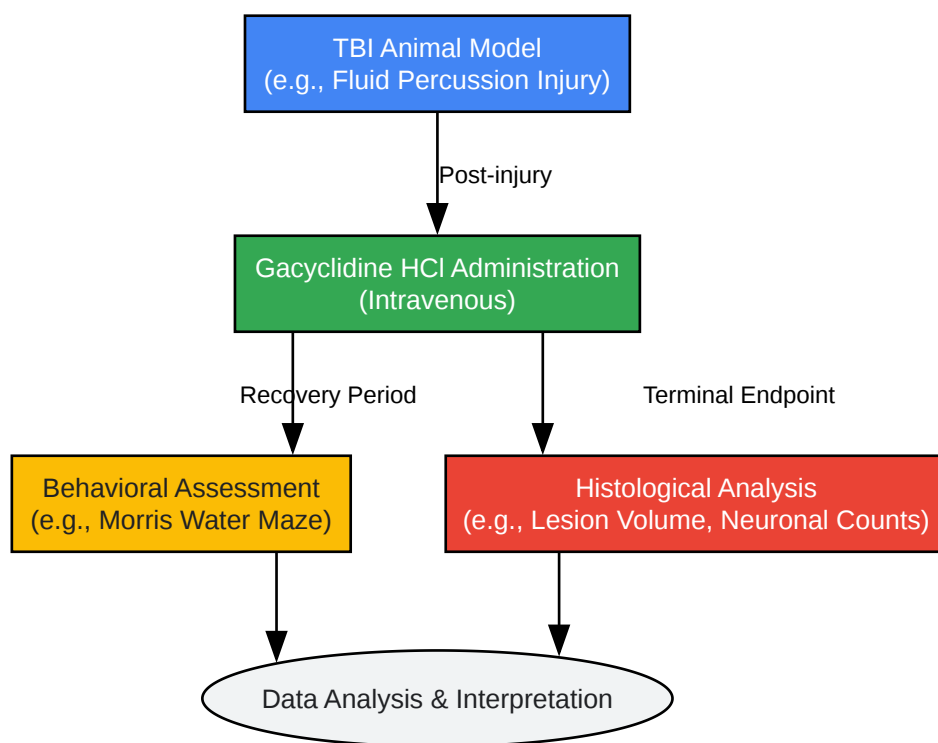 TBI Animal Model
(e.g., Fluid Percussion Injury)
Post-injury
Gacyclidine HCl Administration
(Intravenous)
Recovery Period
Terminal Endpoint
Behavioral Assessment
(e.g., Morris Water Maze)
Histological Analysis
(e.g., Lesion Volume, Neuronal Counts)
Data Analysis & Interpretation